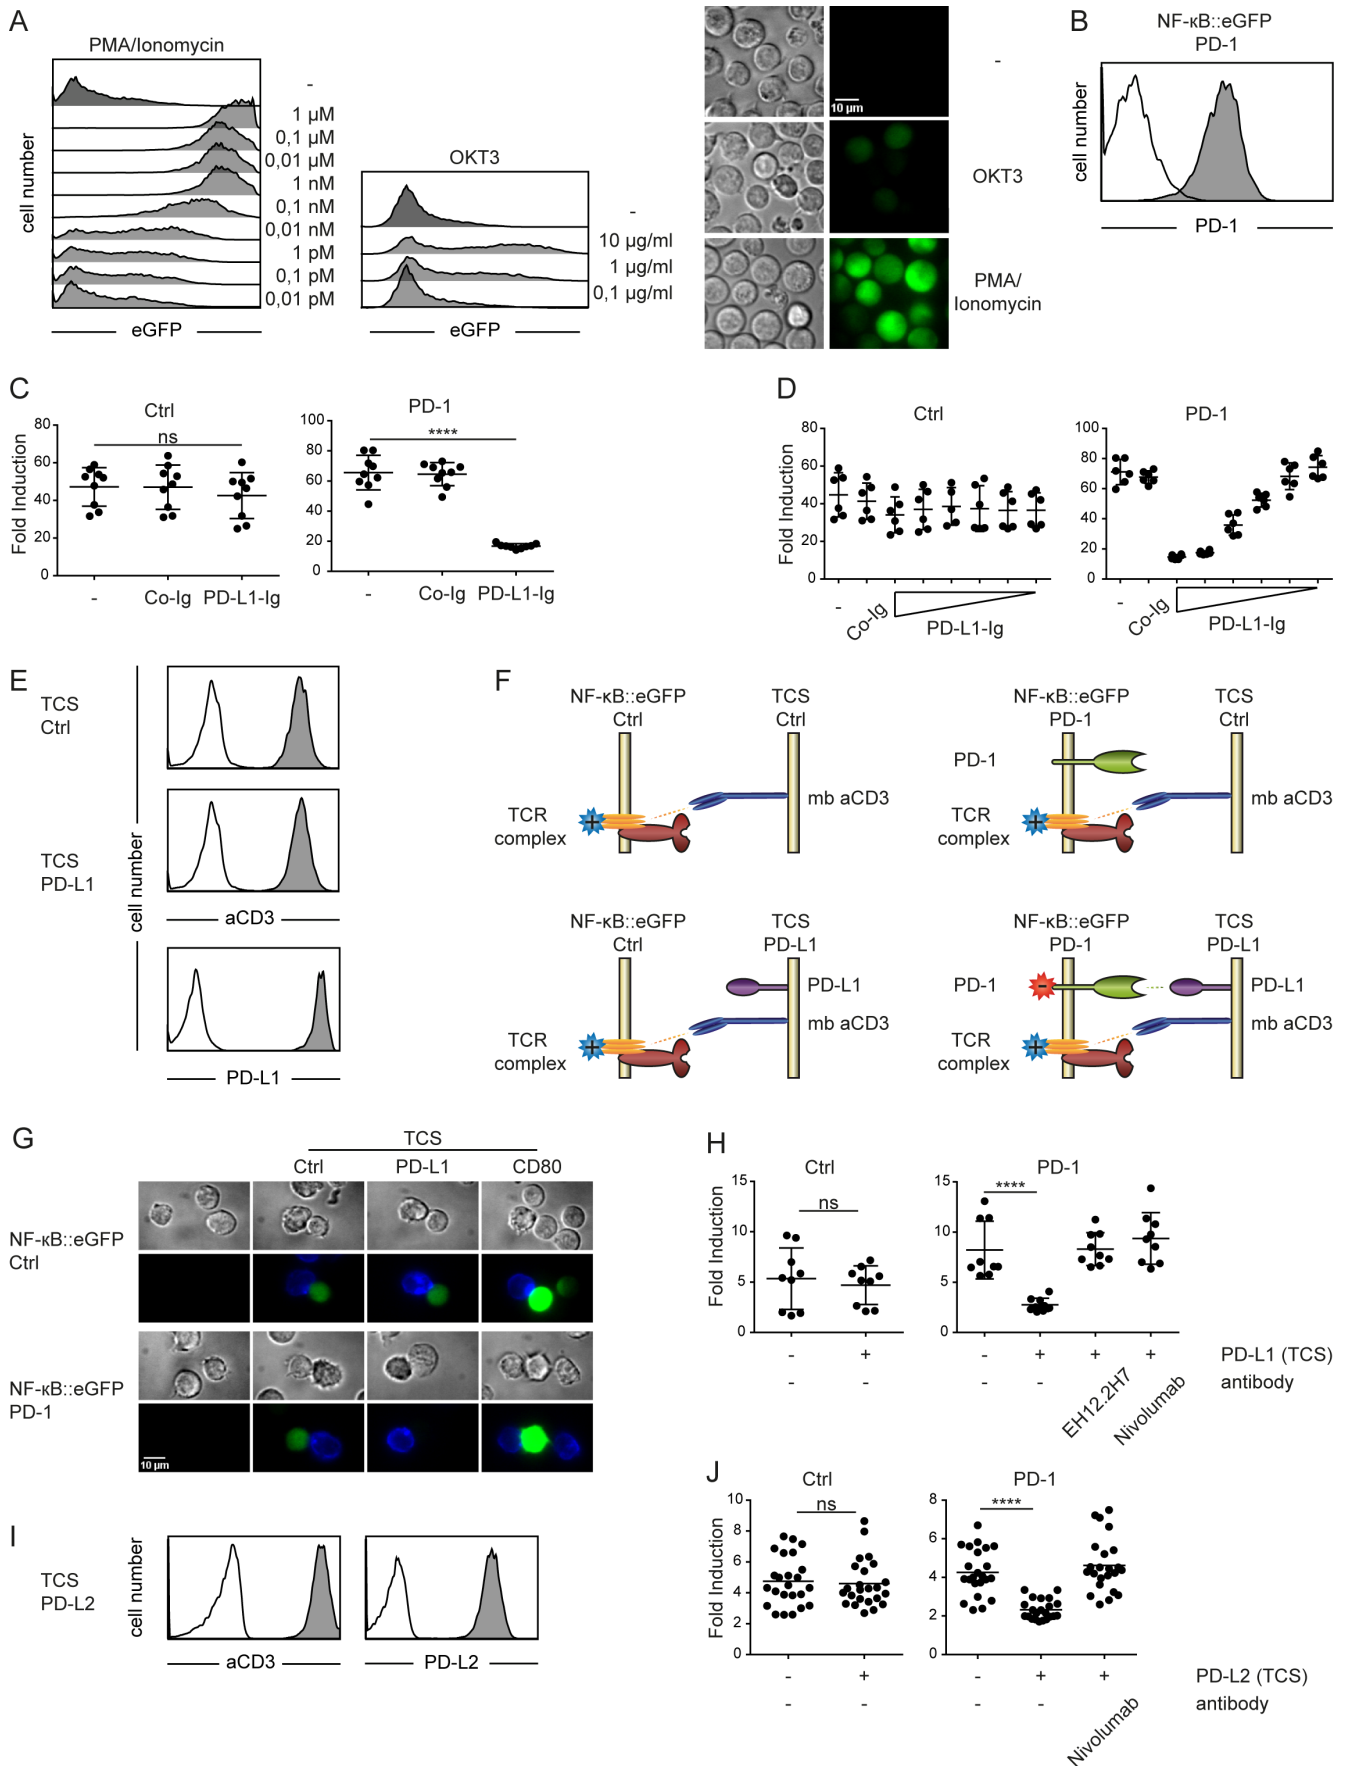 A
PMA/Ionomycin
cell number
-
1 µM
0,1 µM
0,01 µM
1 nM
0,1 nM
0,01 nM
1 pM
0,1 pM
0,01 pM
eGFP
OKT3
-
10 µg/ml
1 µg/ml
0,1 µg/ml
eGFP
10 µm
-
OKT3
PMA/
Ionomycin
B
NF-κB::eGFP
PD-1
cell number
PD-1
C
Ctrl
Fold Induction
80
60
40
20
0
ns
- Co-Ig PD-L1-Ig
PD-1
100
80
60
40
20
0
****
- Co-Ig PD-L1-Ig
D
Ctrl
Fold Induction
80
60
40
20
0
- Co-Ig PD-L1-Ig
PD-1
100
80
60
40
20
0
- Co-Ig PD-L1-Ig
E
TCS
Ctrl
TCS
PD-L1
cell number
aCD3
PD-L1
F
NF-κB::eGFP
Ctrl
TCS
Ctrl
mb aCD3
TCR
complex
+
NF-κB::eGFP
PD-1
TCS
Ctrl
PD-1
mb aCD3
TCR
complex
+
NF-κB::eGFP
Ctrl
TCS
PD-L1
PD-L1
mb aCD3
TCR
complex
+
NF-κB::eGFP
PD-1
TCS
PD-L1
PD-1
-
PD-L1
mb aCD3
TCR
complex
+
G
TCS
Ctrl PD-L1 CD80
NF-κB::eGFP
Ctrl
NF-κB::eGFP
PD-1
10 µm
H
Ctrl
Fold Induction
15
10
5
0
ns
- +
- -
PD-1
15
10
5
0
****
- + + + PD-L1 (TCS)
- - EH12.2H7 Nivolumab antibody
I
TCS
PD-L2
cell number
aCD3
PD-L2
J
Ctrl
Fold Induction
10
8
6
4
2
0
ns
- +
- -
PD-1
8
6
4
2
0
****
- + + PD-L2 (TCS)
- - Nivolumab antibody